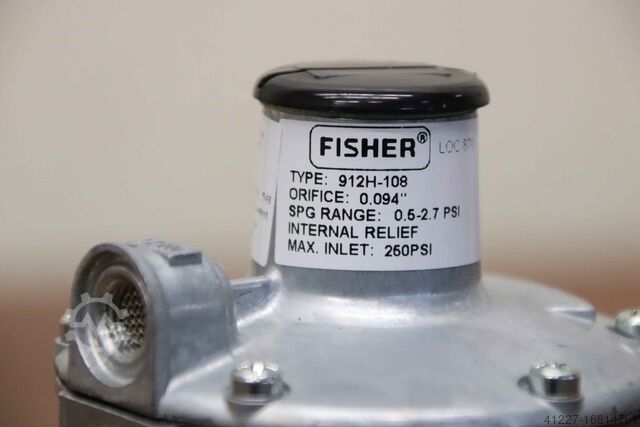 FISHER®
LOC 870
TYPE: 912H-108
ORIFICE: 0.094"
SPG RANGE: 0.5-2.7 PSI
INTERNAL RELIEF
MAX. INLET: 250PSI